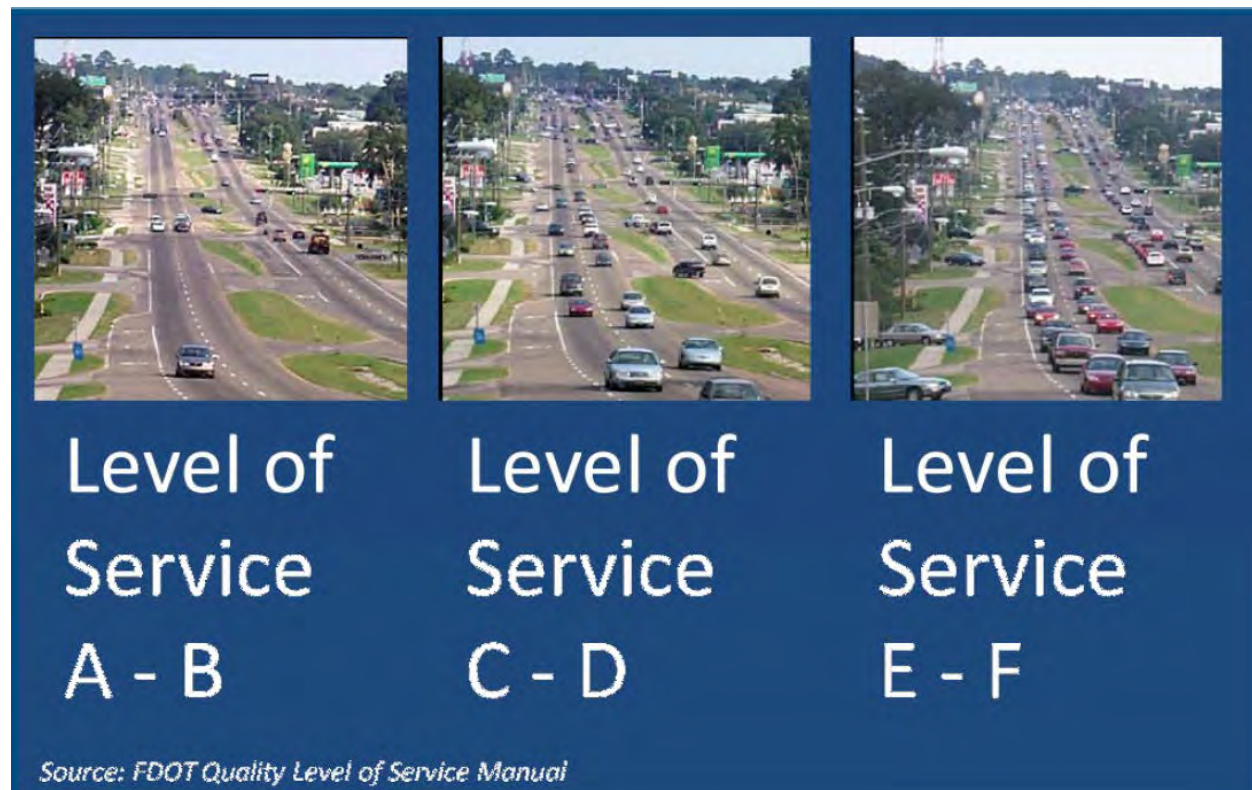 Level of
Service
A - B
Level of
Service
C - D
Level of
Service
E - F
Source: FDOT Quality Level of Service Manual